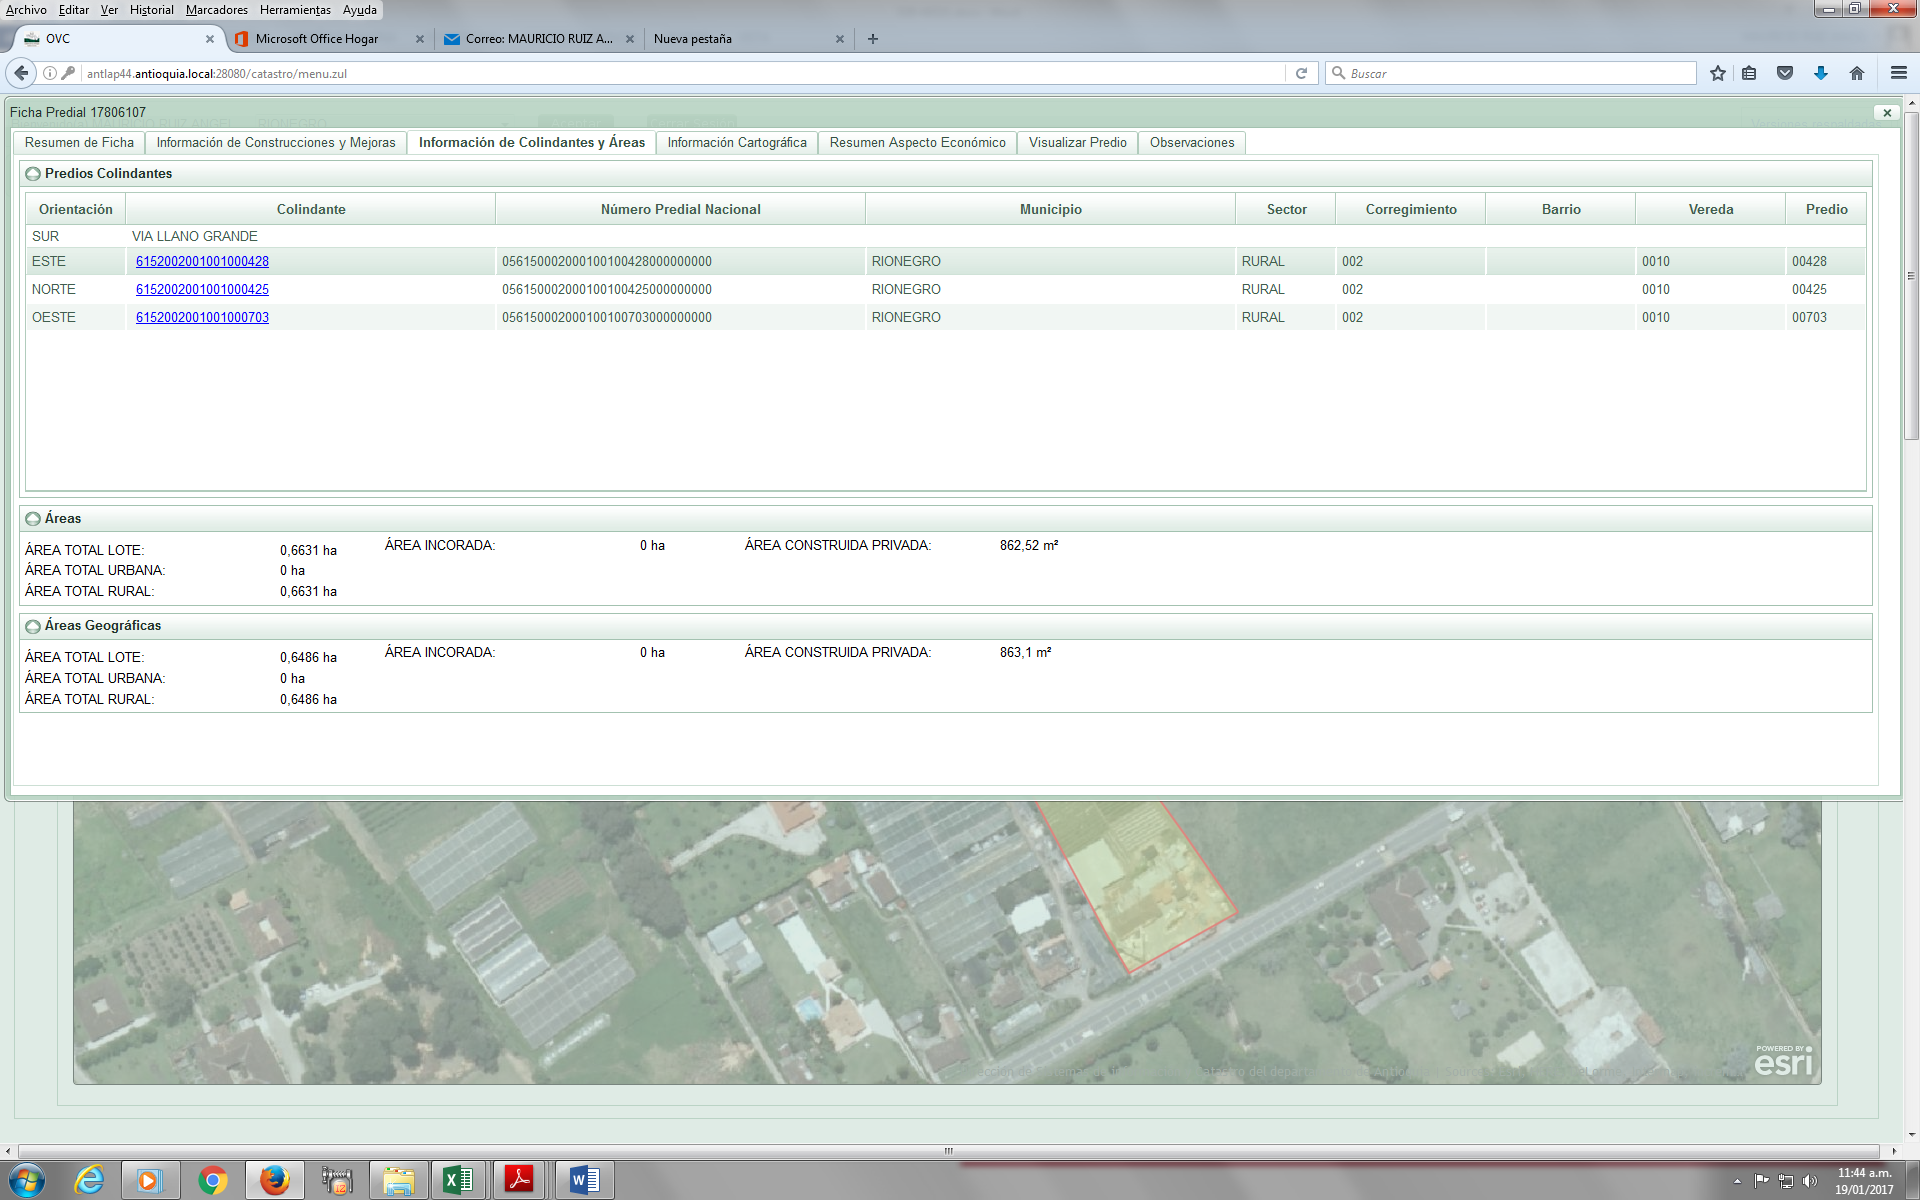 Archivo Editar Ver Historial Marcadores Herramientas Ayuda
OVC
Microsoft Office Hogar
Correo: MAURICIO RUIZ A...
Nueva pestaña
antlap44.antioquia.local:28080/catastro/menu.zul
Buscar
Ficha Predial 17806107
Resumen de Ficha
Información de Construcciones y Mejoras
Información de Colindantes y Áreas
Información Cartográfica
Resumen Aspecto Económico
Visualizar Predio
Observaciones
Predios Colindantes
Orientación Colindante Número Predial Nacional Municipio Sector Corregimiento Barrio Vereda Predio
SUR VIA LLANO GRANDE
ESTE 6152002001001000428 056150002000100100428000000000 RIONEGRO RURAL 002 0010 00428
NORTE 6152002001001000425 056150002000100100425000000000 RIONEGRO RURAL 002 0010 00425
OESTE 6152002001001000703 056150002000100100703000000000 RIONEGRO RURAL 002 0010 00703
Áreas
ÁREA TOTAL LOTE: 0,6631 ha ÁREA INCORADA: 0 ha ÁREA CONSTRUIDA PRIVADA: 862,52 m²
ÁREA TOTAL URBANA: 0 ha
ÁREA TOTAL RURAL: 0,6631 ha
Áreas Geográficas
ÁREA TOTAL LOTE: 0,6486 ha ÁREA INCORADA: 0 ha ÁREA CONSTRUIDA PRIVADA: 863,1 m²
ÁREA TOTAL URBANA: 0 ha
ÁREA TOTAL RURAL: 0,6486 ha
POWERED BY
esri
11:44 a.m.
19/01/2017